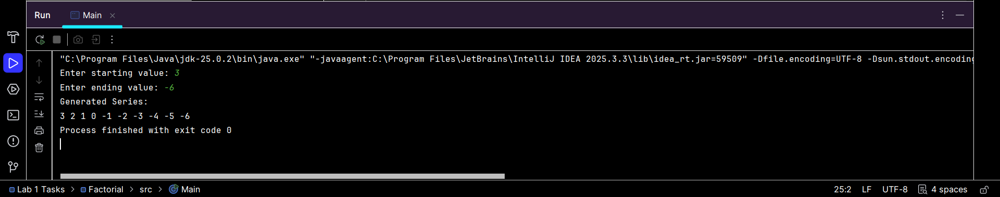 Run Main
"C:\Program Files\Java\jdk-25.0.2\bin\java.exe" "-javaagent:C:\Program Files\JetBrains\IntelliJ IDEA 2025.3.3\lib\idea_rt.jar=59509" -Dfile.encoding=UTF-8 -Dsun.stdout.encoding
Enter starting value: 3
Enter ending value: -6
Generated Series:
3 2 1 0 -1 -2 -3 -4 -5 -6
Process finished with exit code 0
Lab 1 Tasks > Factorial > src > Main 25:2 LF UTF-8 4 spaces